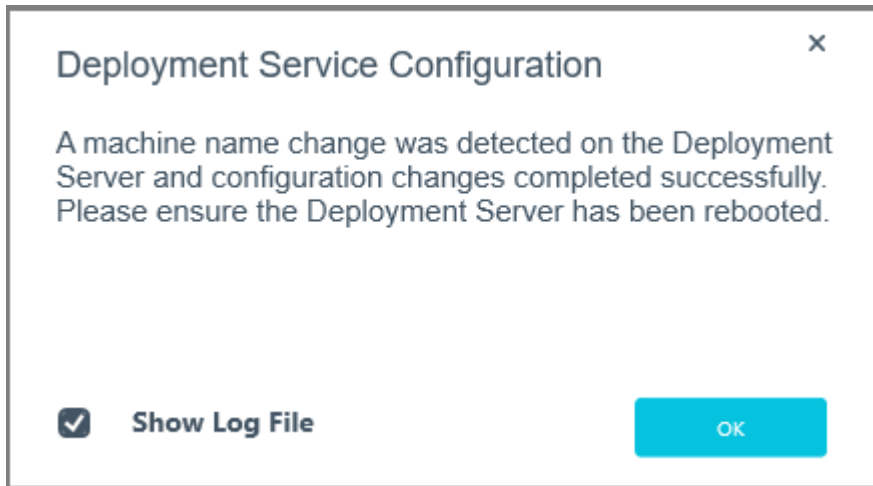 Deployment Service Configuration
A machine name change was detected on the Deployment
Server and configuration changes completed successfully.
Please ensure the Deployment Server has been rebooted.
Show Log File
OK